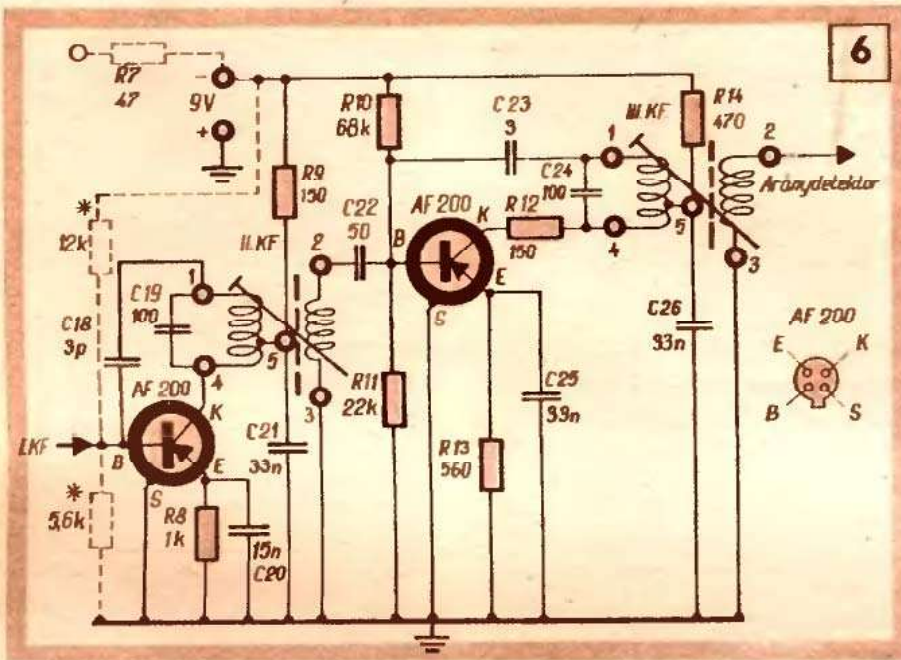 6
R7
47
-
9V
+
R10
68k
C23
3
III.KF
R14
470
1
2
Aránydetektor
R9
150
C24
100
C22
50
AF 200
K
R12
150
4
5
3
*
12k
II.KF
2
B
E
S
1
C19
100
C18
3p
4
5
3
AF 200
K
R11
22k
C25
33n
C26
33n
AF 200
E
K
B
S
I.KF
B
E
S
C21
33n
R13
560
*
5,6k
R8
1k
15n
C20